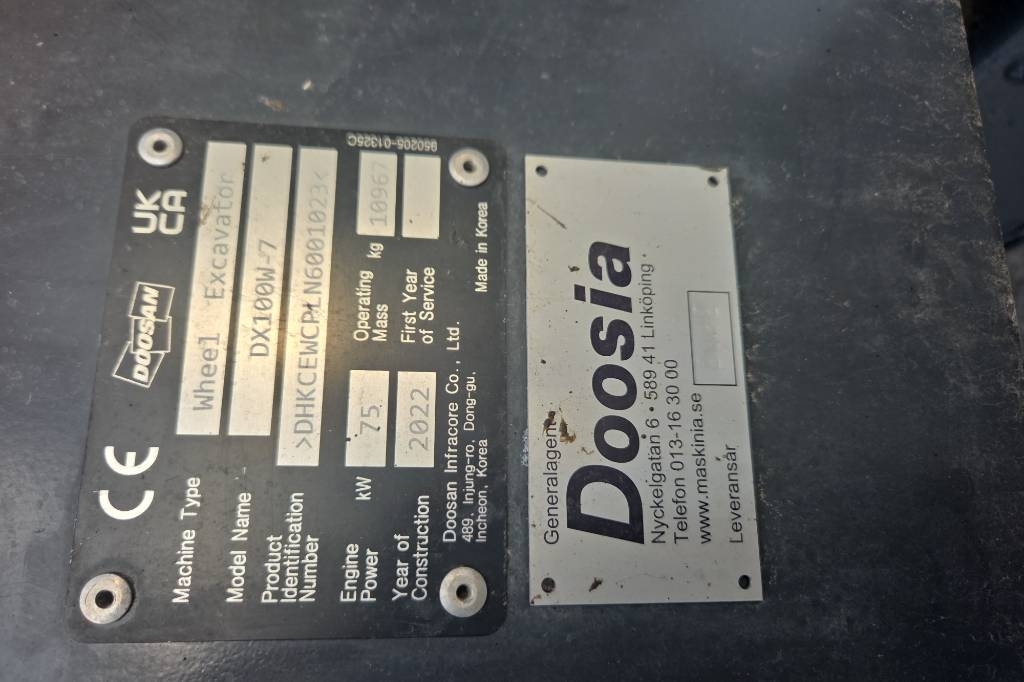 CE DOOSAN UK CA
Machine Type Wheel Excavator
Model Name DX100W-7
Product
Identification
Number >DHKCEWCPLN6001023<
Engine
Power kW 75 Operating
Mass kg 10967
Year of
Construction 2022 First Year
of Service
Doosan Infracore Co., Ltd.
489, Injung-ro, Dong-gu,
Incheon, Korea Made in Korea
950205-01325C
Generalagent
Doosia
Nyckelgatan 6 • 589 41 Linköping •
Telefon 013-16 30 00
www.maskinia.se
Leveransår